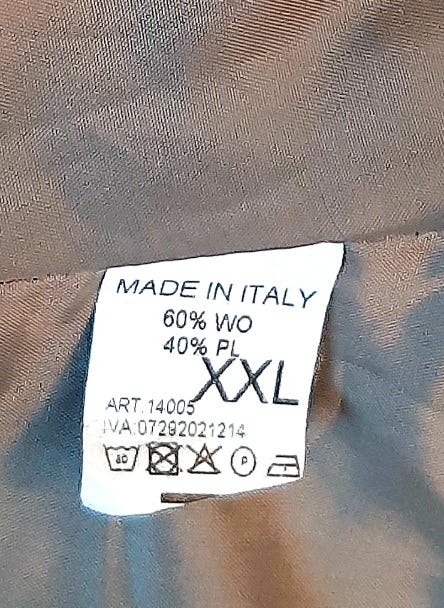 MADE IN ITALY
60% WO
40% PL
XXL
ART.14005
IVA:07292021214
P